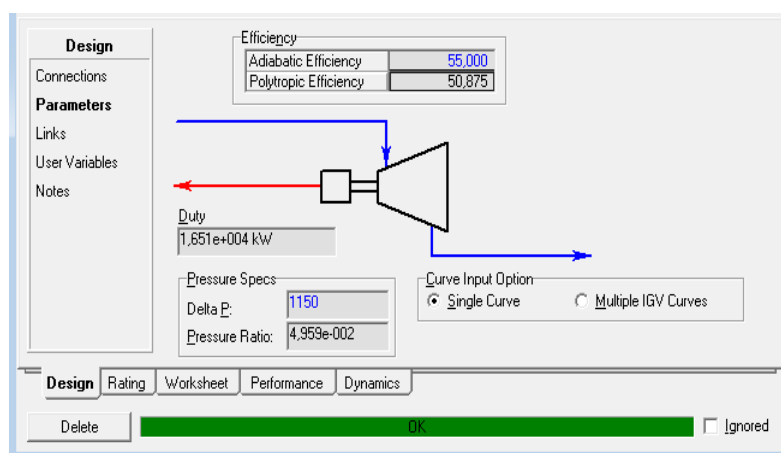 Design
Connections
Parameters
Links
User Variables
Notes
Efficiency
Adiabatic Efficiency 55,000
Polytropic Efficiency 50,875
Duty
1,651e+004 kW
Pressure Specs
Delta P: 1150
Pressure Ratio: 4,959e-002
Curve Input Option
Single Curve Multiple IGV Curves
Design Rating Worksheet Performance Dynamics
Delete OK Ignored